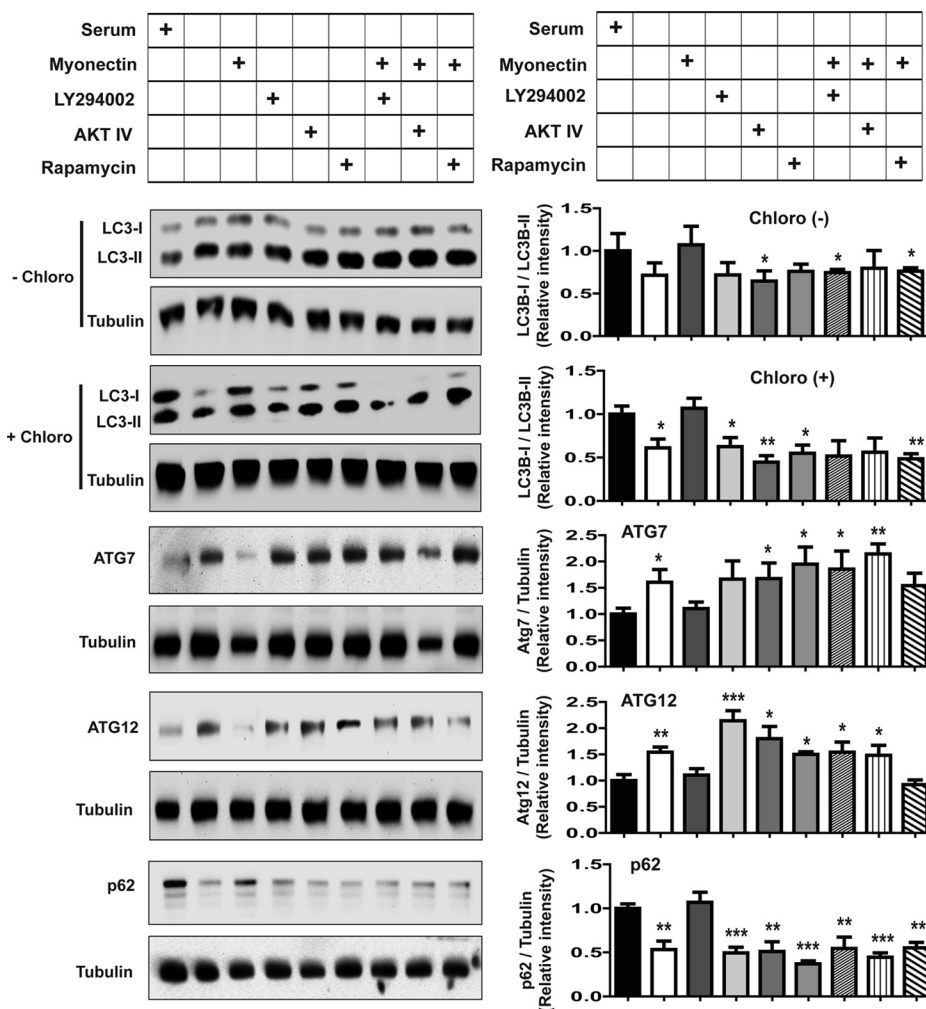 Serum +
Myonectin + + + +
LY294002 + +
AKT IV + +
Rapamycin + +
- Chloro
LC3-I
LC3-II
Tubulin
+ Chloro
LC3-I
LC3-II
Tubulin
ATG7
Tubulin
ATG12
Tubulin
p62
Tubulin
Serum +
Myonectin + + + +
LY294002 + +
AKT IV + +
Rapamycin + +
Chloro (-)
LC3B-I / LC3B-II
(Relative intensity)
1.5
1.0
0.5
0.0
* * *
Chloro (+)
LC3B-I / LC3B-II
(Relative intensity)
1.5
1.0
0.5
0.0
* * ** * **
ATG7
Atg7 / Tubulin
(Relative intensity)
2.5
2.0
1.5
1.0
0.5
0.0
* * * * **
ATG12
Atg12 / Tubulin
(Relative intensity)
2.5
2.0
1.5
1.0
0.5
0.0
** *** * * * *
p62
p62 / Tubulin
(Relative intensity)
1.5
1.0
0.5
0.0
** *** ** *** ** *** **